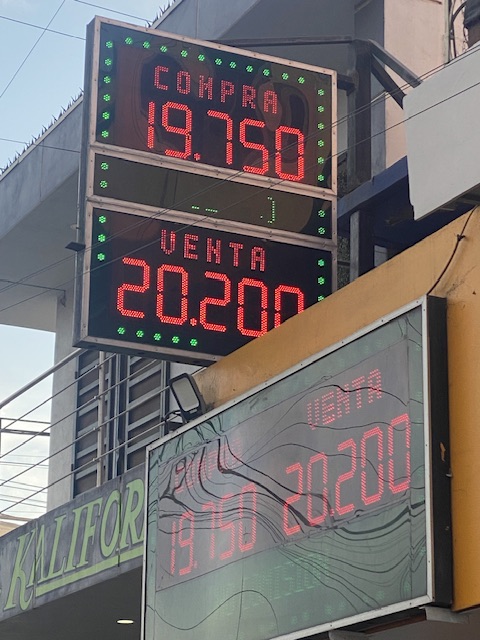 COMPRA
19.750
VENTA
20.200
VENTA
19.750 20.200
KALIFOR